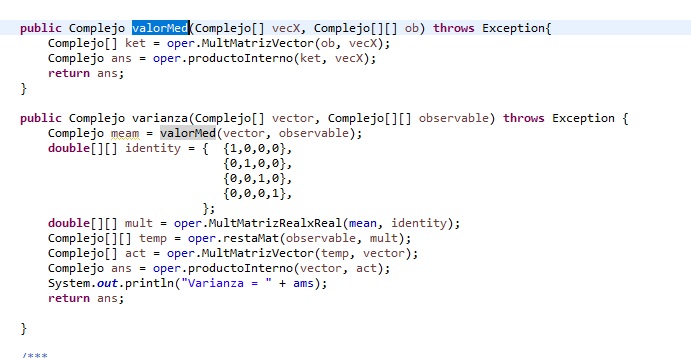 public Complejo valorMed(Complejo[] vecX, Complejo[][] ob) throws Exception{
Complejo[] ket = oper.MultMatrizVector(ob, vecX);
Complejo ans = oper.productoInterno(ket, vecX);
return ans;
}
public Complejo varianza(Complejo[] vector, Complejo[][] observable) throws Exception {
Complejo meam = valorMed(vector, observable);
double[][] identity = { {1,0,0,0},
{0,1,0,0},
{0,0,1,0},
{0,0,0,1},
};
double[][] mult = oper.MultMatrizRealxReal(mean, identity);
Complejo[][] temp = oper.restaMat(observable, mult);
Complejo[] act = oper.MultMatrizVector(temp, vector);
Complejo ans = oper.productoInterno(vector, act);
System.out.println("Varianza = " + ams);
return ans;
}
/***